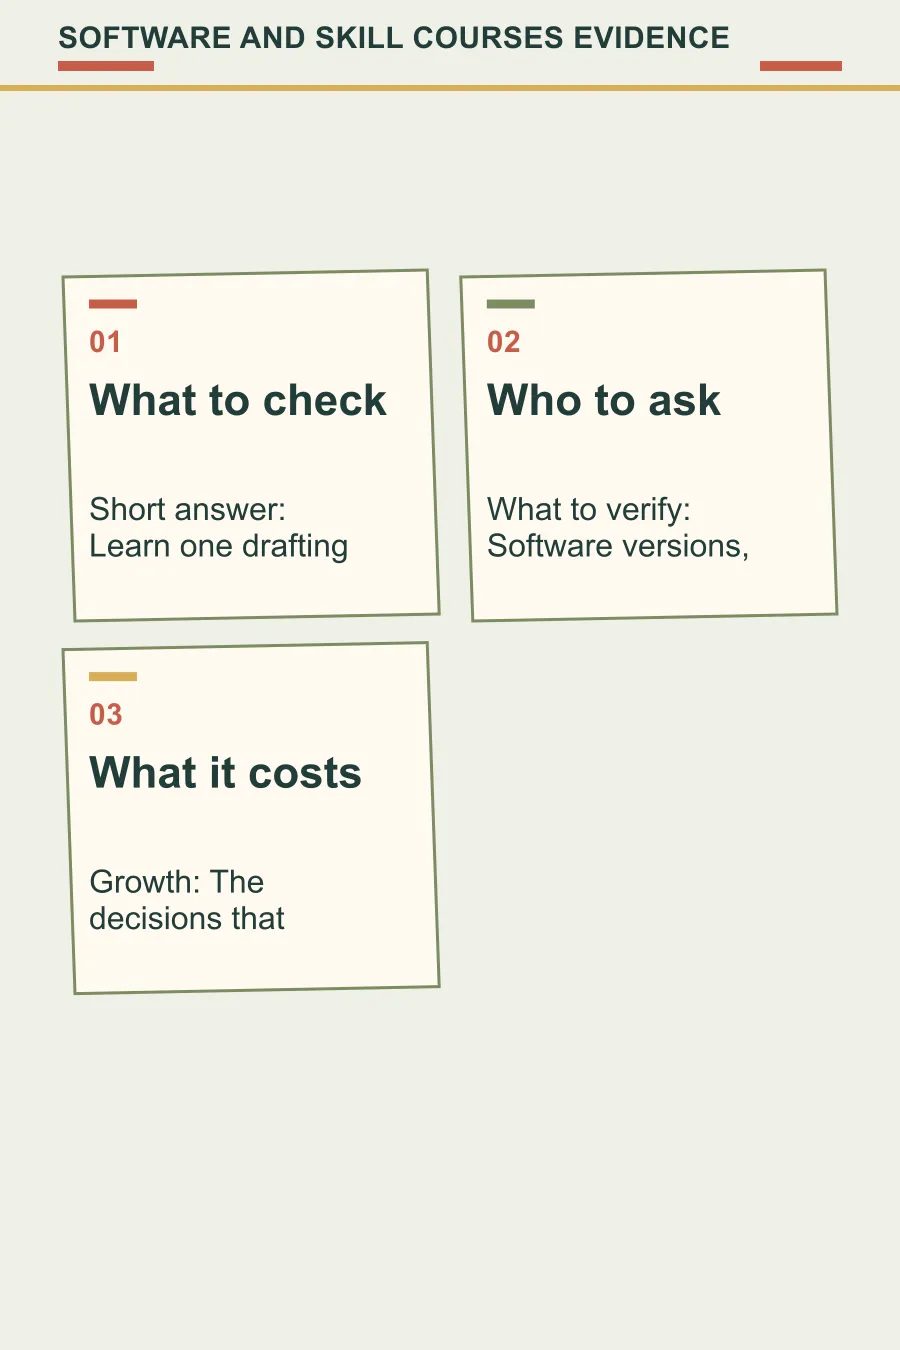 SOFTWARE AND SKILL COURSES EVIDENCE
01
What to check
Short answer:
Learn one drafting
02
Who to ask
What to verify:
Software versions,
03
What it costs
Growth: The
decisions that